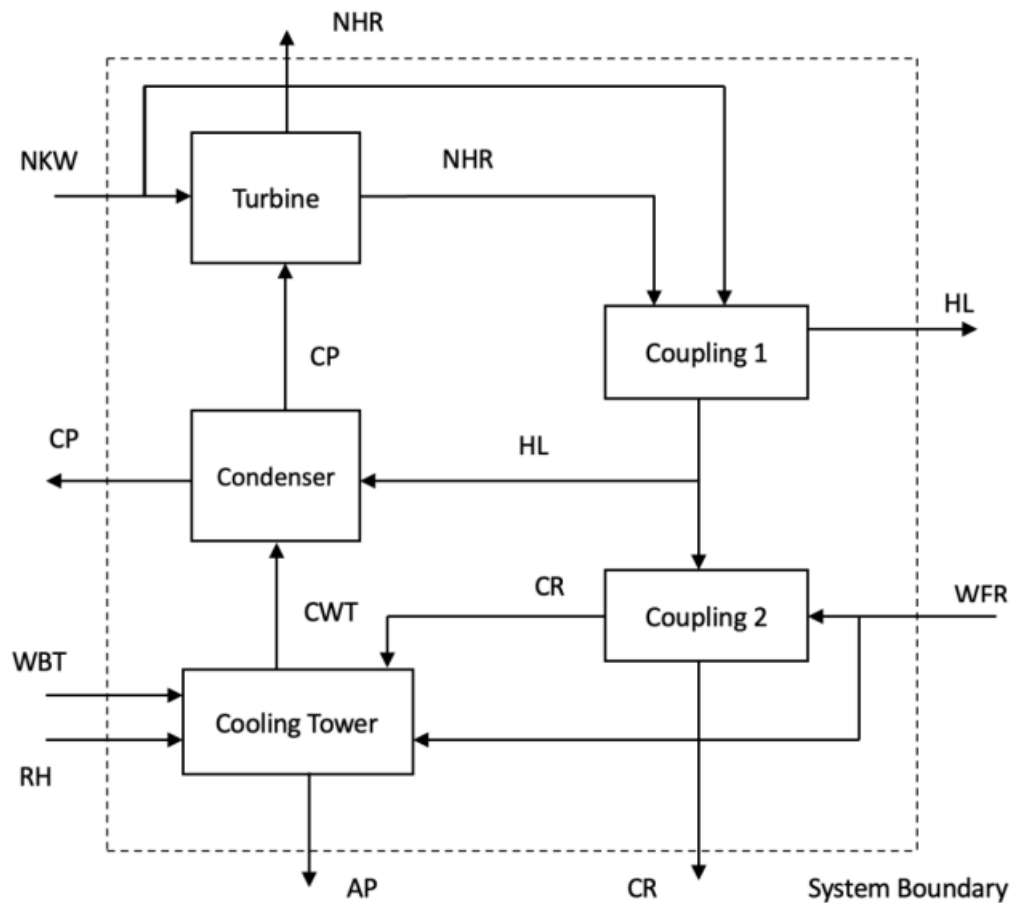 NHR
NKW
NHR
Turbine
HL
Coupling 1
CP
CP
HL
Condenser
CR
WFR
CWT
Coupling 2
WBT
Cooling Tower
RH
AP
CR
System Boundary